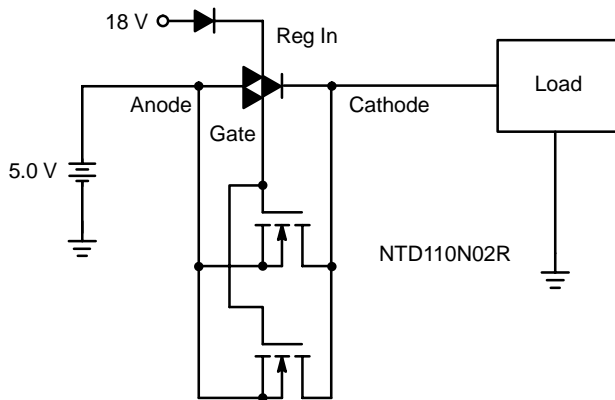 18 V
Reg In
Anode
Cathode
Load
Gate
5.0 V
NTD110N02R